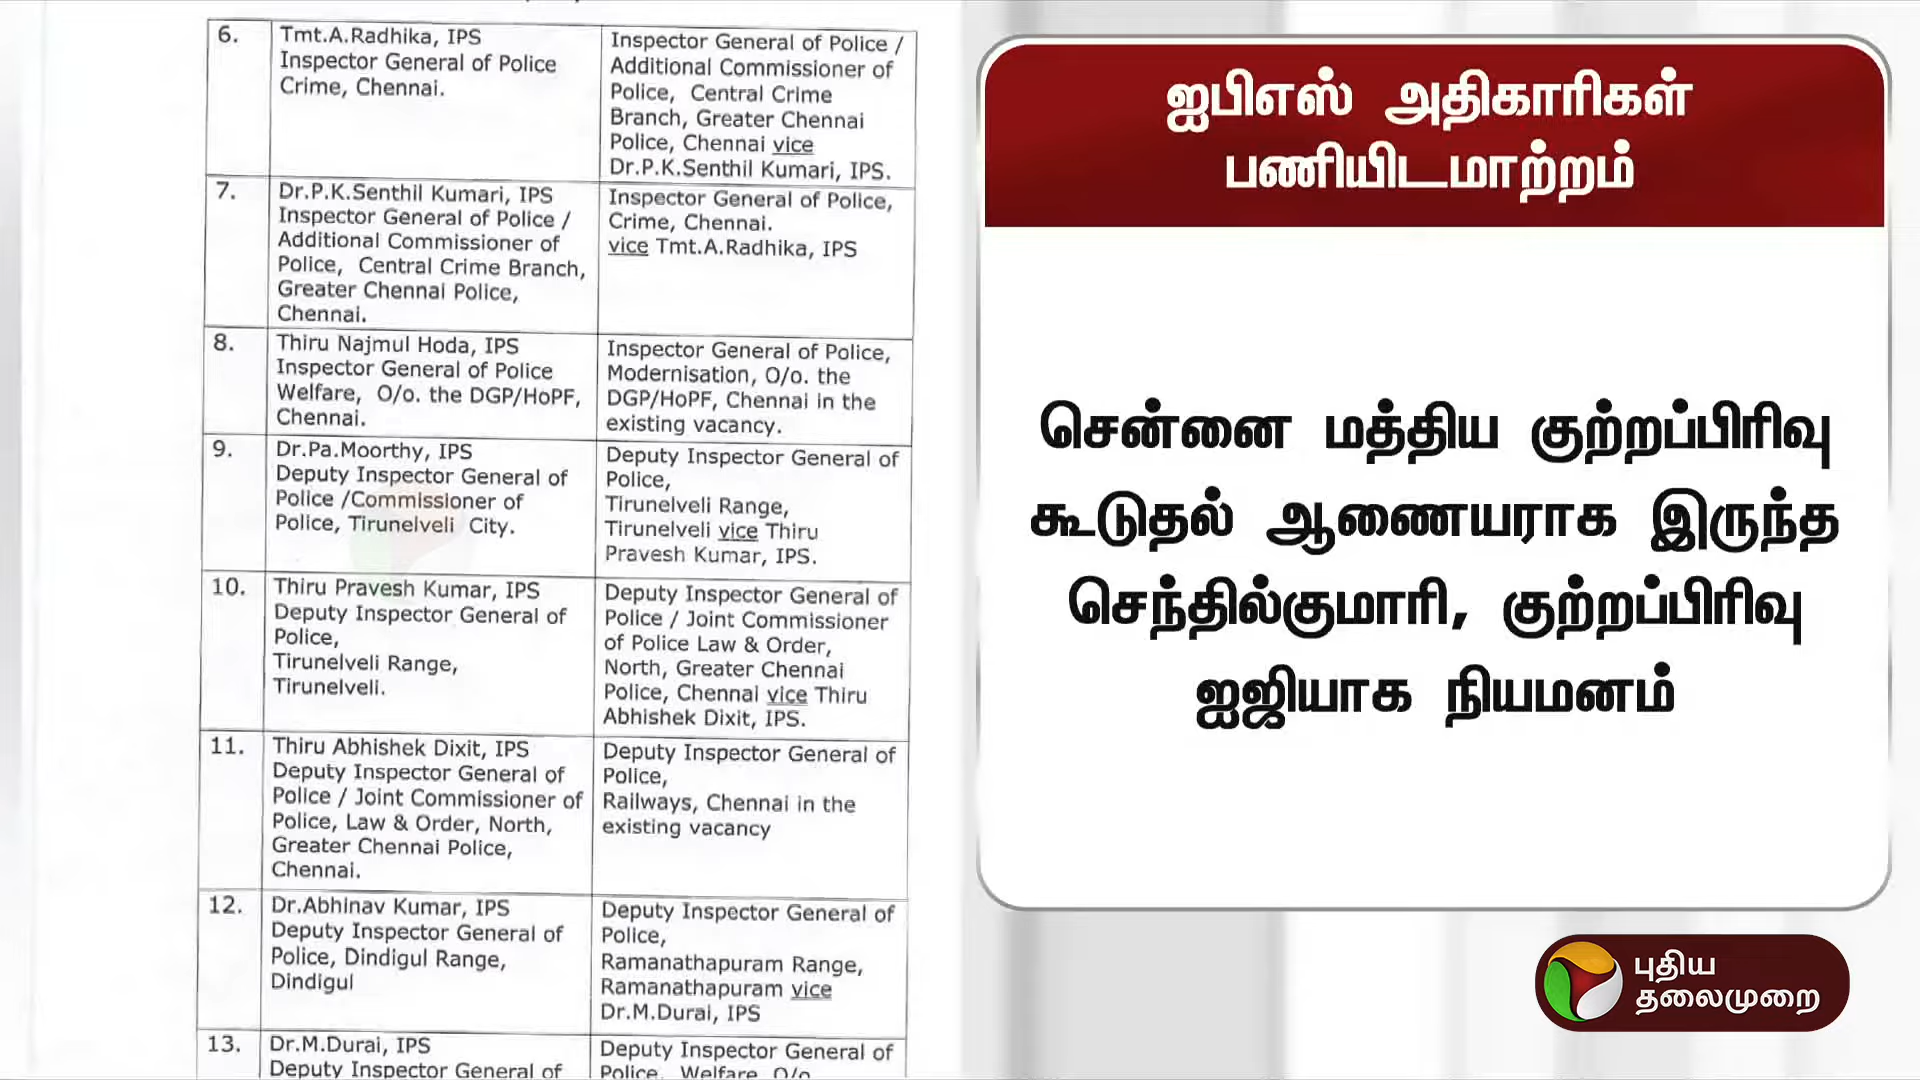 6.
Tmt.A.Radhika, IPS
Inspector General of Police
Crime, Chennai.
Inspector General of Police /
Additional Commissioner of
Police, Central Crime
Branch, Greater Chennai
Police, Chennai vice
Dr.P.K.Senthil Kumari, IPS.
7.
Dr.P.K.Senthil Kumari, IPS
Inspector General of Police /
Additional Commissioner of
Police, Central Crime Branch,
Greater Chennai Police,
Chennai.
Inspector General of Police,
Crime, Chennai.
vice Tmt.A.Radhika, IPS
8.
Thiru Najmul Hoda, IPS
Inspector General of Police
Welfare, O/o. the DGP/HoPF,
Chennai.
Inspector General of Police,
Modernisation, O/o. the
DGP/HoPF, Chennai in the
existing vacancy.
9.
Dr.Pa.Moorthy, IPS
Deputy Inspector General of
Police /Commissioner of
Police, Tirunelveli City.
Deputy Inspector General of
Police,
Tirunelveli Range,
Tirunelveli vice Thiru
Pravesh Kumar, IPS.
10.
Thiru Pravesh Kumar, IPS
Deputy Inspector General of
Police,
Tirunelveli Range,
Tirunelveli.
Deputy Inspector General of
Police / Joint Commissioner
of Police Law & Order,
North, Greater Chennai
Police, Chennai vice Thiru
Abhishek Dixit, IPS.
11.
Thiru Abhishek Dixit, IPS
Deputy Inspector General of
Police / Joint Commissioner of
Police, Law & Order, North,
Greater Chennai Police,
Chennai.
Deputy Inspector General of
Police,
Railways, Chennai in the
existing vacancy
12.
Dr.Abhinav Kumar, IPS
Deputy Inspector General of
Police, Dindigul Range,
Dindigul
Deputy Inspector General of
Police,
Ramanathapuram Range,
Ramanathapuram vice
Dr.M.Durai, IPS
13.
Dr.M.Durai, IPS
Deputy Inspector General of
Deputy Inspector General of
Police, Welfare, O/o.
ஐபிஎஸ் அதிகாரிகள்
பணியிடமாற்றம்
சென்னை மத்திய குற்றப்பிரிவு
கூடுதல் ஆணையராக இருந்த
செந்தில்குமாரி, குற்றப்பிரிவு
ஐஜியாக நியமனம்
புதிய
தலைமுறை